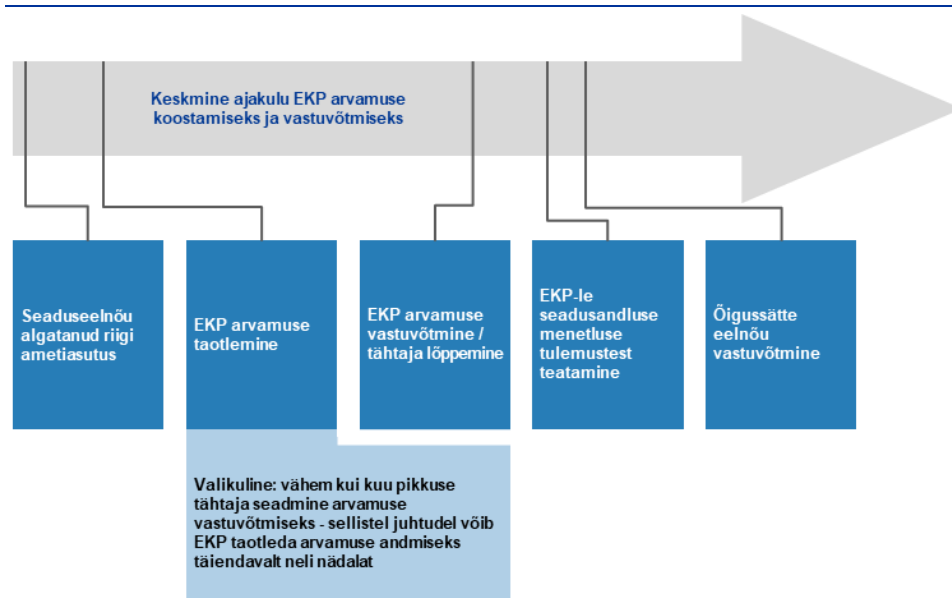 Keskmine ajakulu EKP arvamuse
koostamiseks ja vastuvõtmiseks
Seaduseelnõu
algatanud riigi
ametiasutus
EKP arvamuse
taotlemine
EKP arvamuse
vastuvõtmine /
tähtaja lõppemine
EKP-le
seadusandluse
menetluse
tulemustest
teatamine
Õigussätte
eelnõu
vastuvõtmine
Valikuline: vähem kui kuu pikkuse
tähtaja seadmine arvamuse
vastuvõtmiseks - sellistel juhtudel võib
EKP taotleda arvamuse andmiseks
täiendavalt neli nädalat